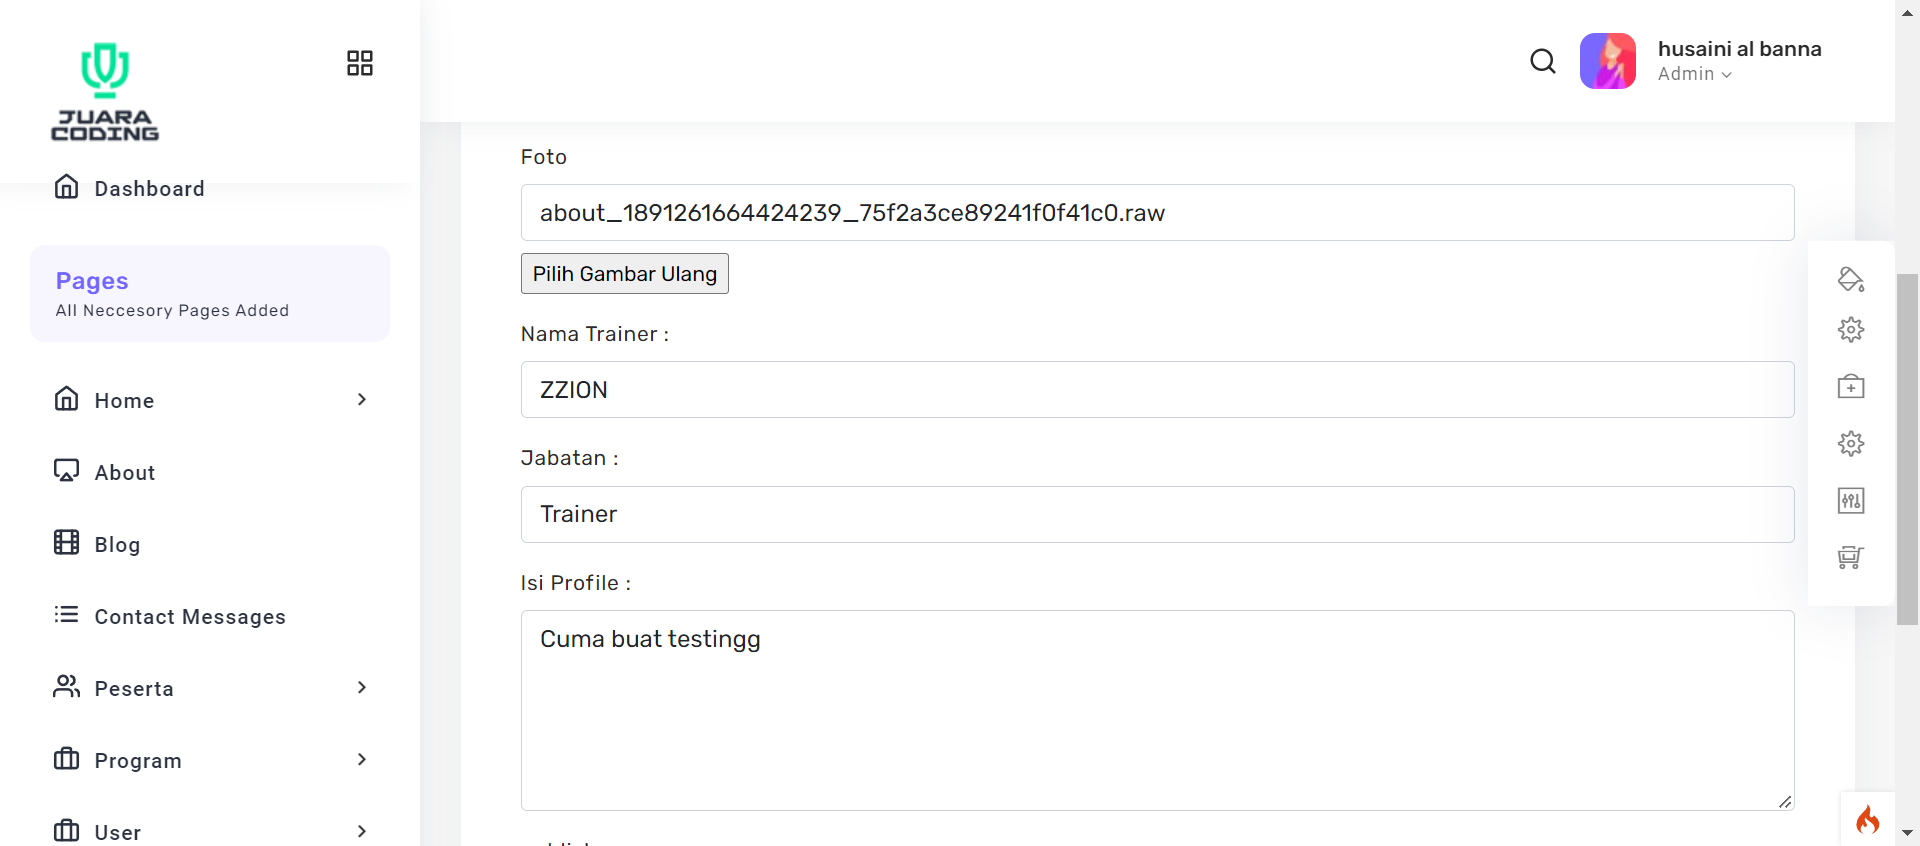 JUARA
CODING
husaini al banna
Admin
Dashboard
Pages
All Neccesory Pages Added
Home
About
Blog
Contact Messages
Peserta
Program
User
Foto
about_1891261664424239_75f2a3ce89241f0f41c0.raw
Pilih Gambar Ulang
Nama Trainer :
ZZION
Jabatan :
Trainer
Isi Profile :
Cuma buat testingg